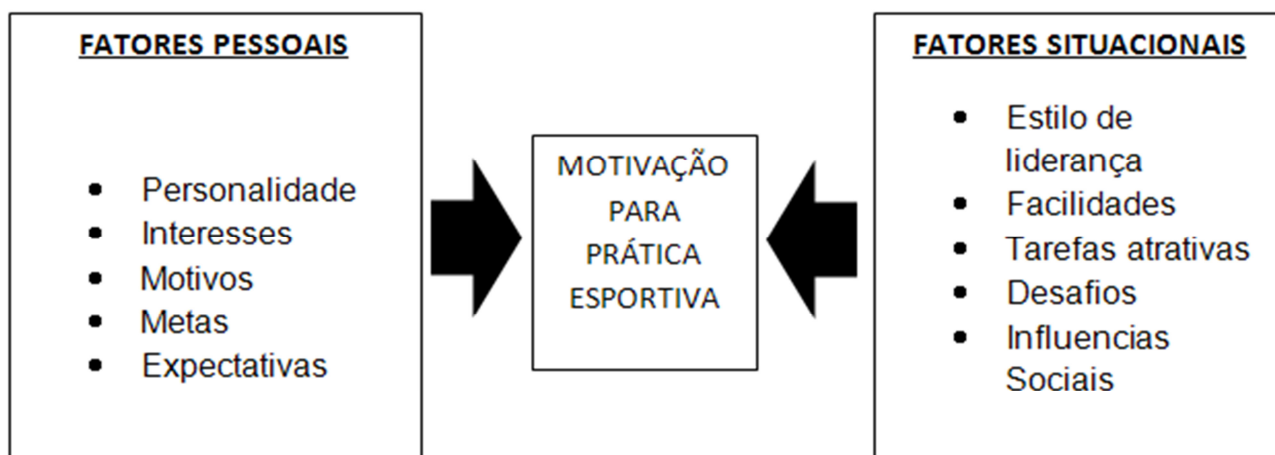 FATORES PESSOAIS
• Personalidade
• Interesses
• Motivos
• Metas
• Expectativas
MOTIVAÇÃO
PARA
PRÁTICA
ESPORTIVA
FATORES SITUACIONAIS
• Estilo de
liderança
• Facilidades
• Tarefas atrativas
• Desafios
• Influencias
Sociais